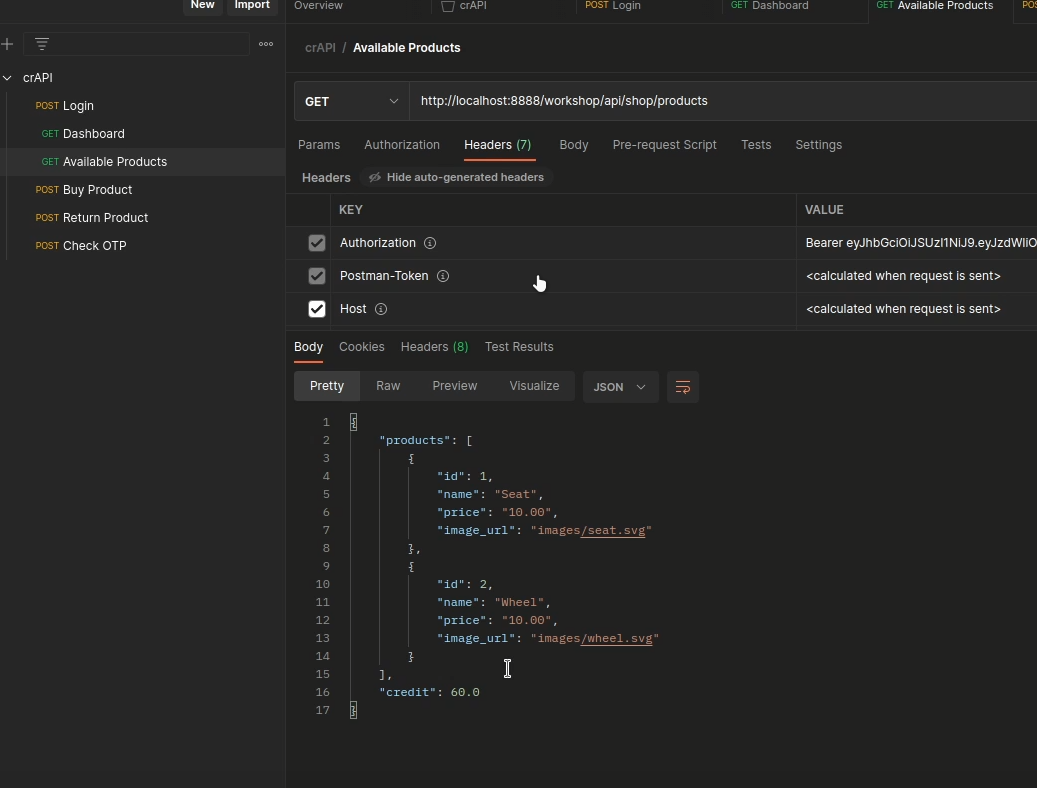 New Import
Overview crAPI POST Login GET Dashboard GET Available Products
crAPI / Available Products
crAPI
POST Login
GET Dashboard
GET Available Products
POST Buy Product
POST Return Product
POST Check OTP
GET http://localhost:8888/workshop/api/shop/products
Params Authorization Headers (7) Body Pre-request Script Tests Settings
Headers Hide auto-generated headers
KEY VALUE
Authorization Bearer
Postman-Token <calculated when request is sent>
Host <calculated when request is sent>
Body Cookies Headers (8) Test Results
Pretty Raw Preview Visualize JSON
1 {
2 "products": [
3 {
4 "id": 1,
5 "name": "Seat",
6 "price": "10.00",
7 "image_url": "images/seat.svg"
8 },
9 {
10 "id": 2,
11 "name": "Wheel",
12 "price": "10.00",
13 "image_url": "images/wheel.svg"
14 }
15 ],
16 "credit": 60.0
17 }